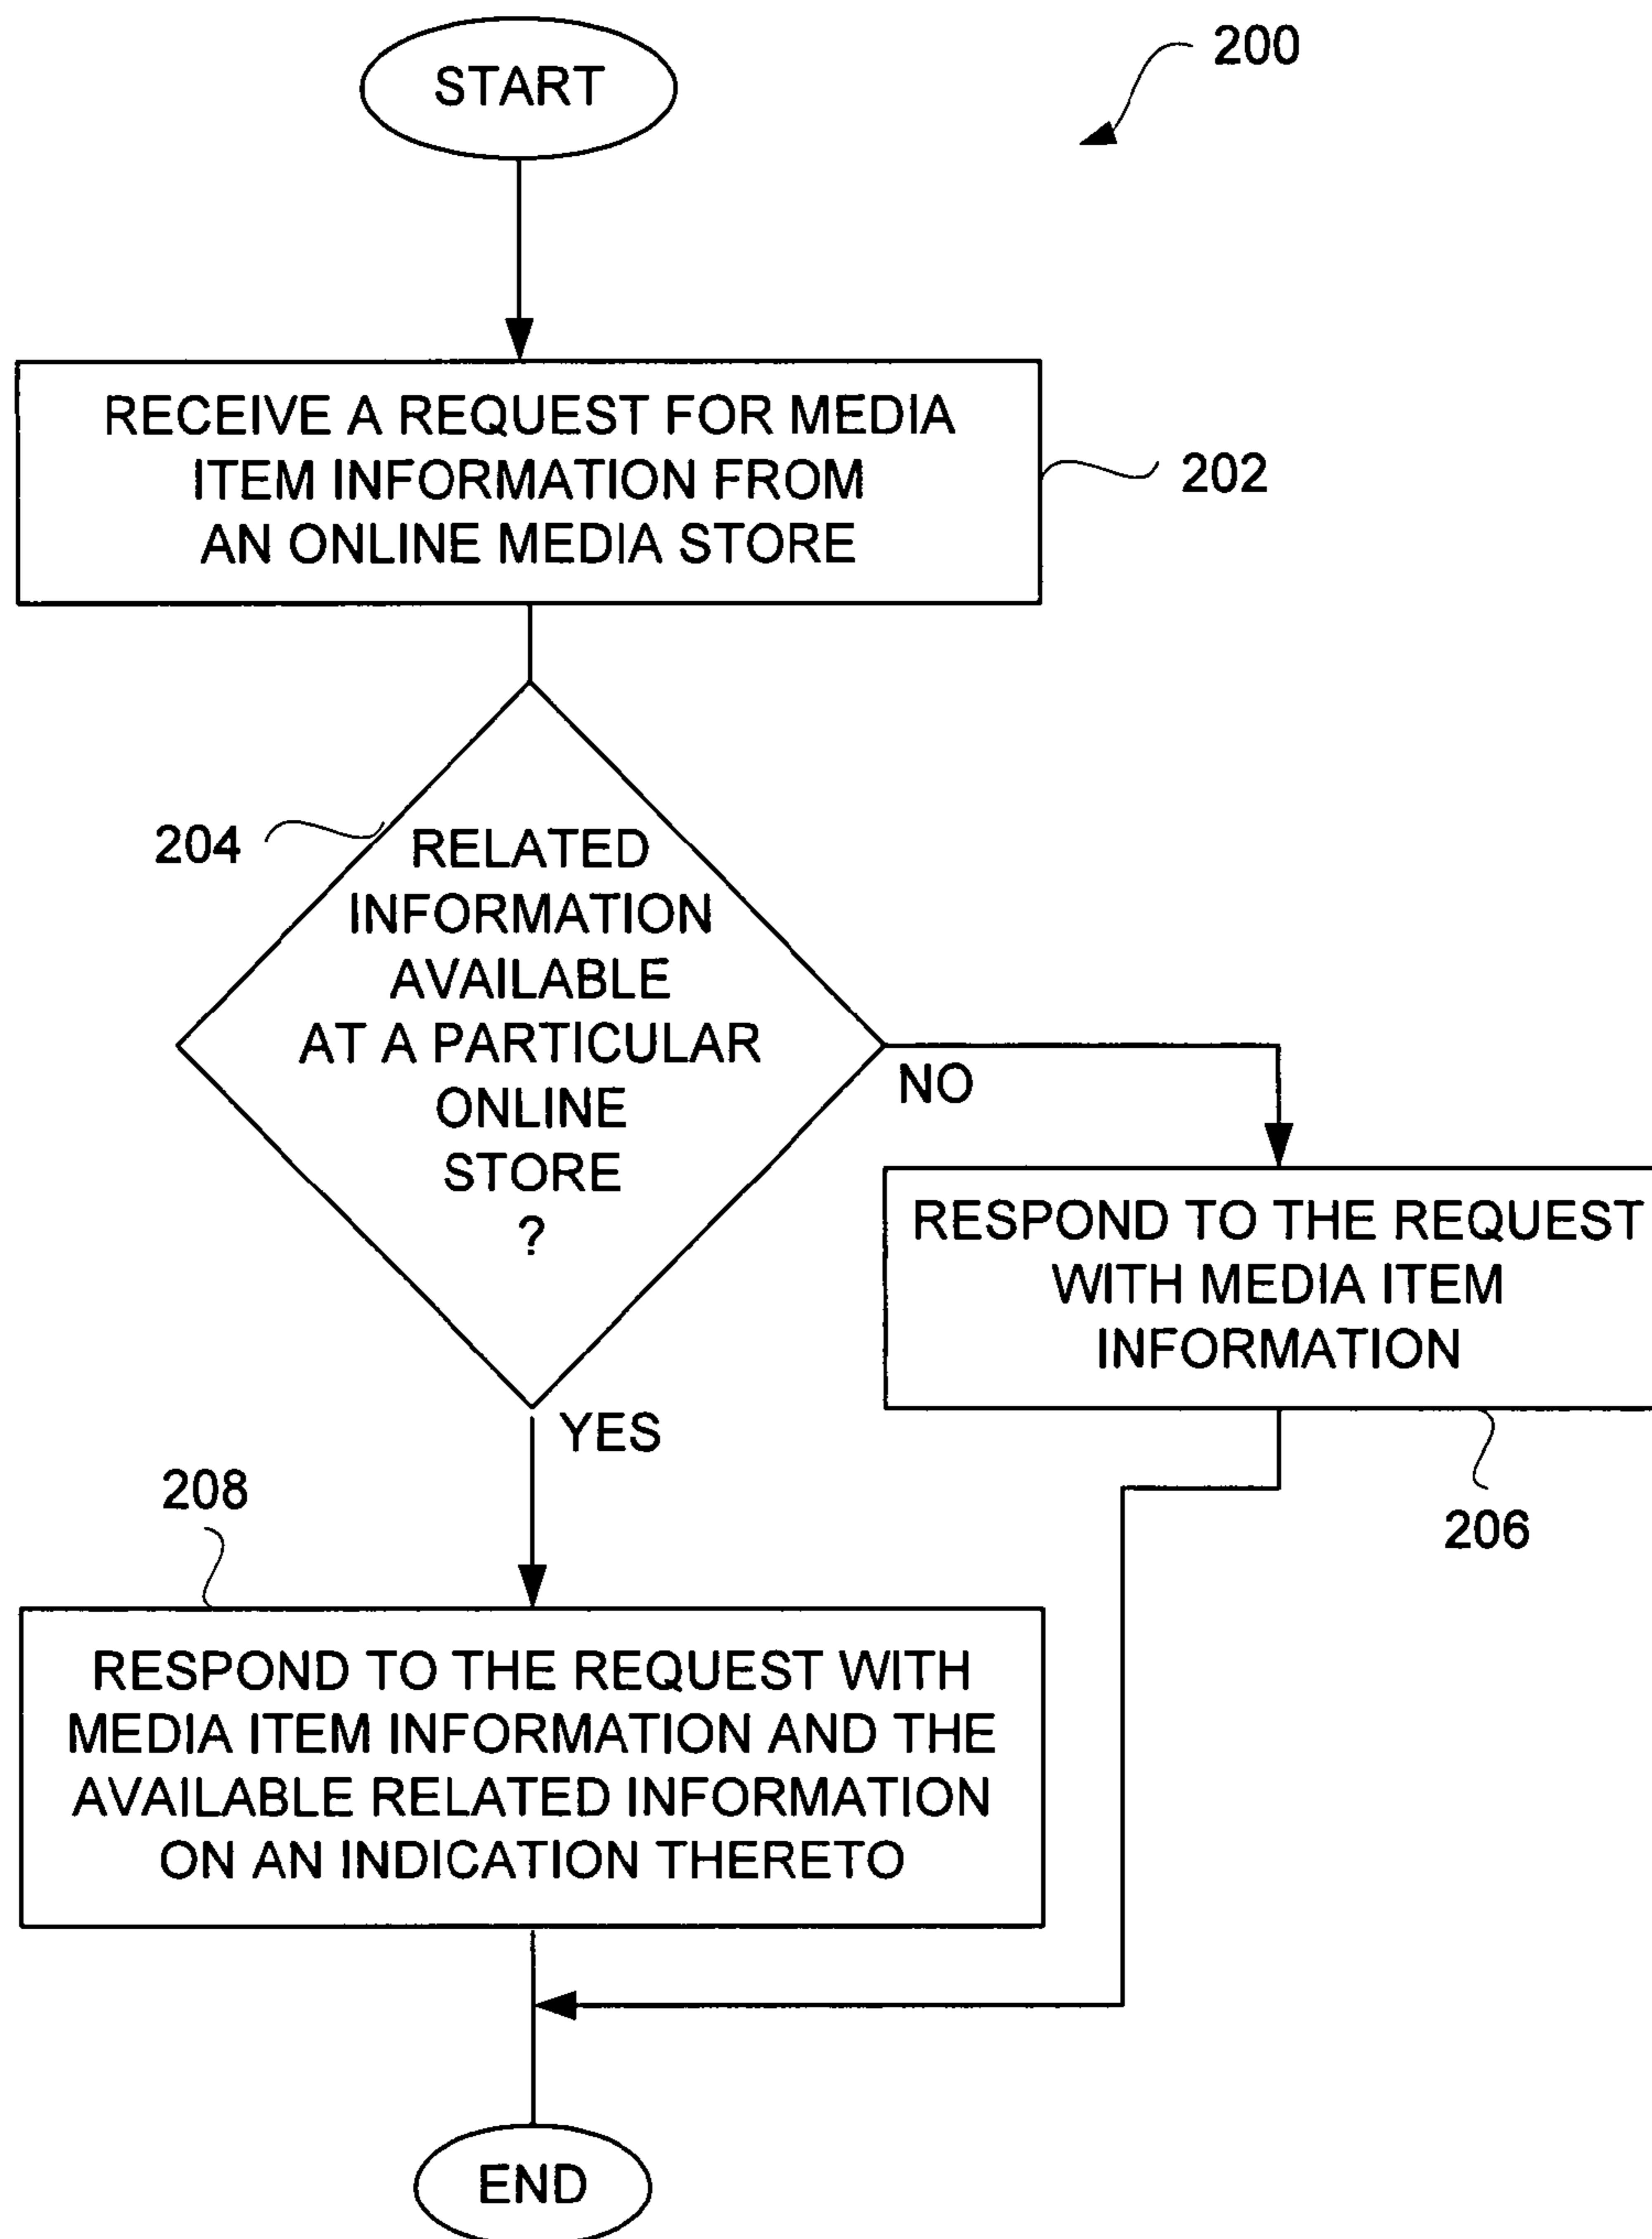 START
200
RECEIVE A REQUEST FOR MEDIA
ITEM INFORMATION FROM
AN ONLINE MEDIA STORE
202
204
RELATED
INFORMATION
AVAILABLE
AT A PARTICULAR
ONLINE
STORE
?
NO
RESPOND TO THE REQUEST
WITH MEDIA ITEM
INFORMATION
206
YES
208
RESPOND TO THE REQUEST WITH
MEDIA ITEM INFORMATION AND THE
AVAILABLE RELATED INFORMATION
ON AN INDICATION THERETO
END